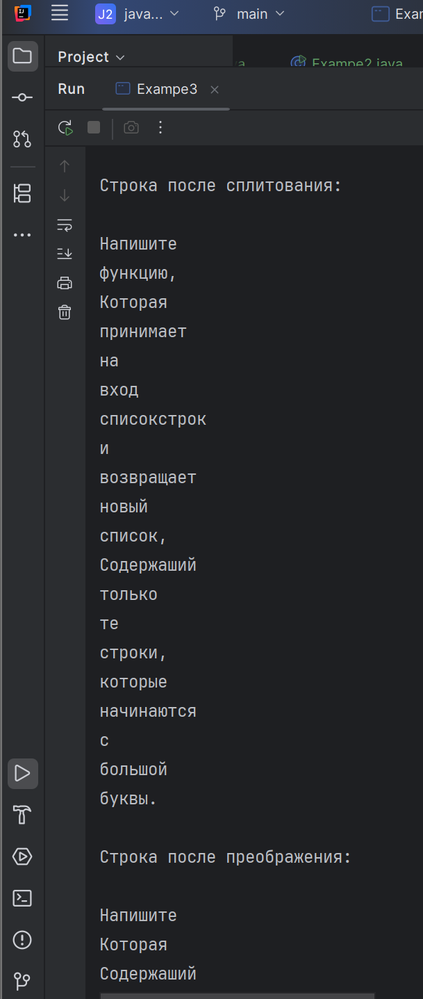 J2 java... main Exam
Project
Exampe2.java
Run Exampe3
Строка после сплитования:
Напишите
функцию,
Которая
принимает
на
вход
списокстрок
и
возвращает
новый
список,
Содержаший
только
те
строки,
которые
начинаются
с
большой
буквы.
Строка после преображения:
Напишите
Которая
Содержаший